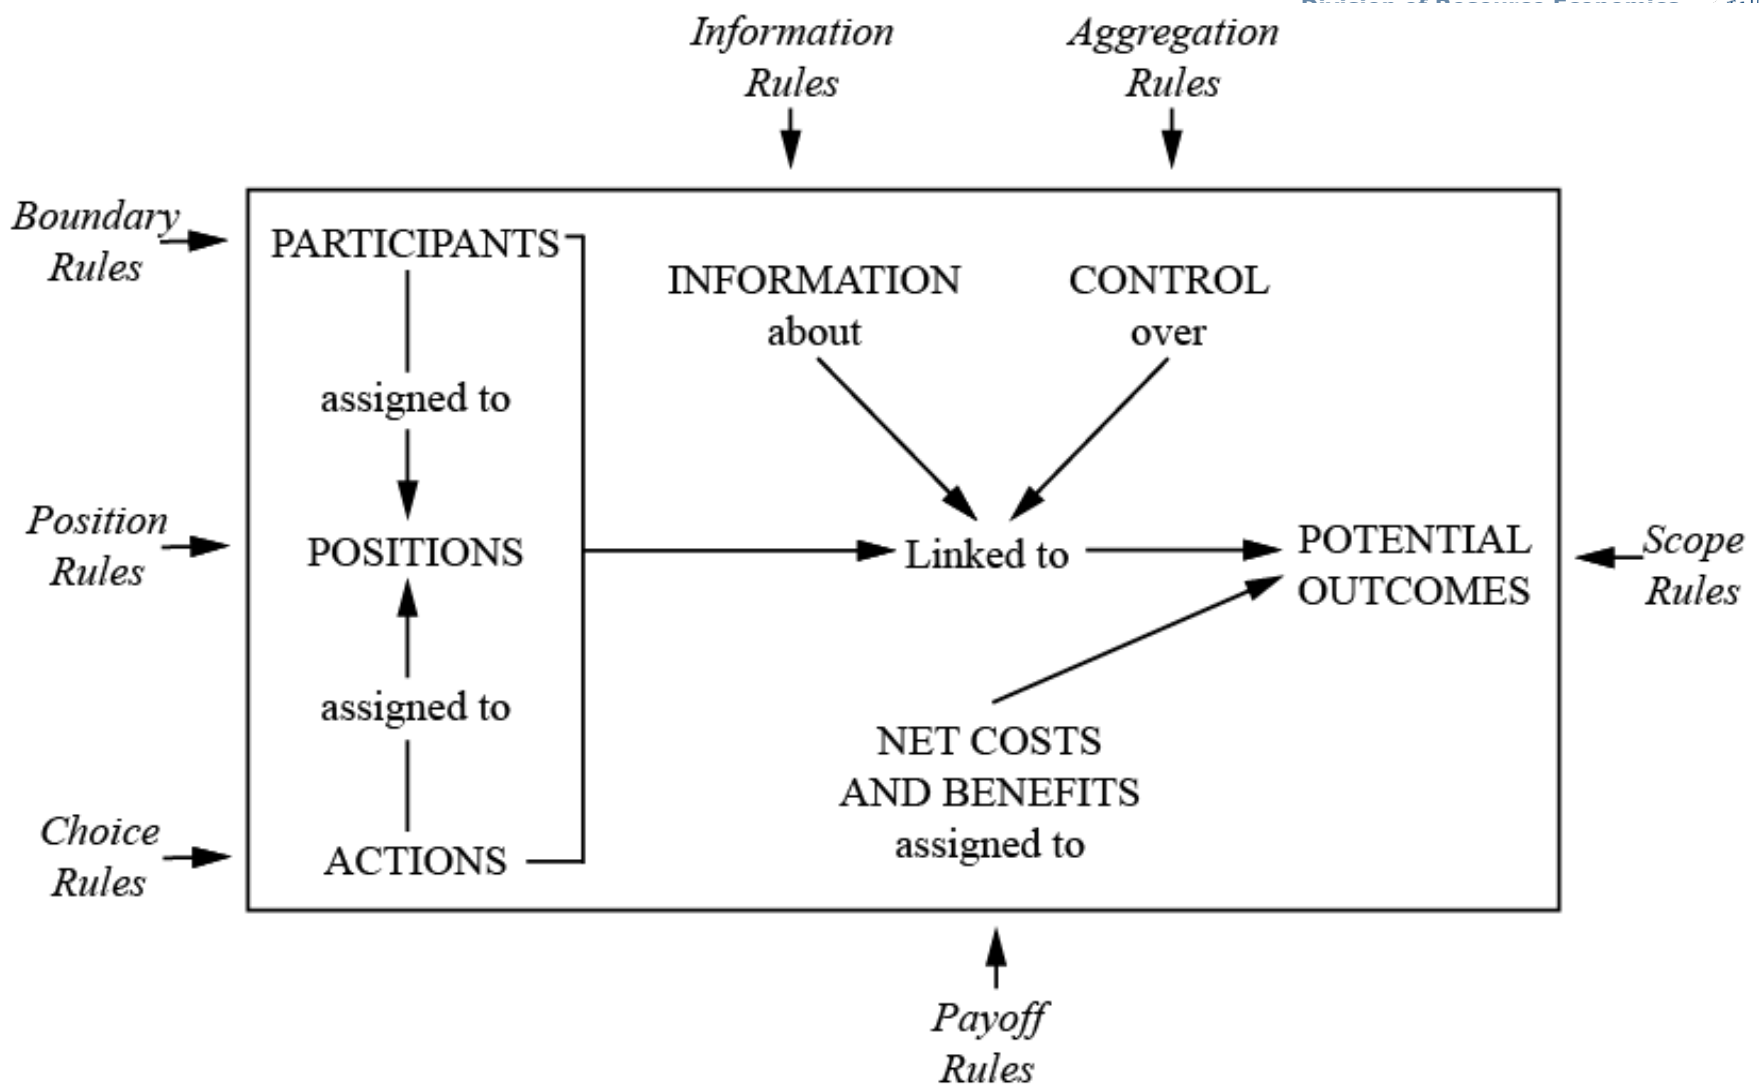 Information
Rules
Aggregation
Rules
Boundary
Rules
PARTICIPANTS
INFORMATION
about
CONTROL
over
assigned to
Position
Rules
POSITIONS
Linked to
POTENTIAL
OUTCOMES
Scope
Rules
assigned to
NET COSTS
AND BENEFITS
assigned to
Choice
Rules
ACTIONS
Payoff
Rules